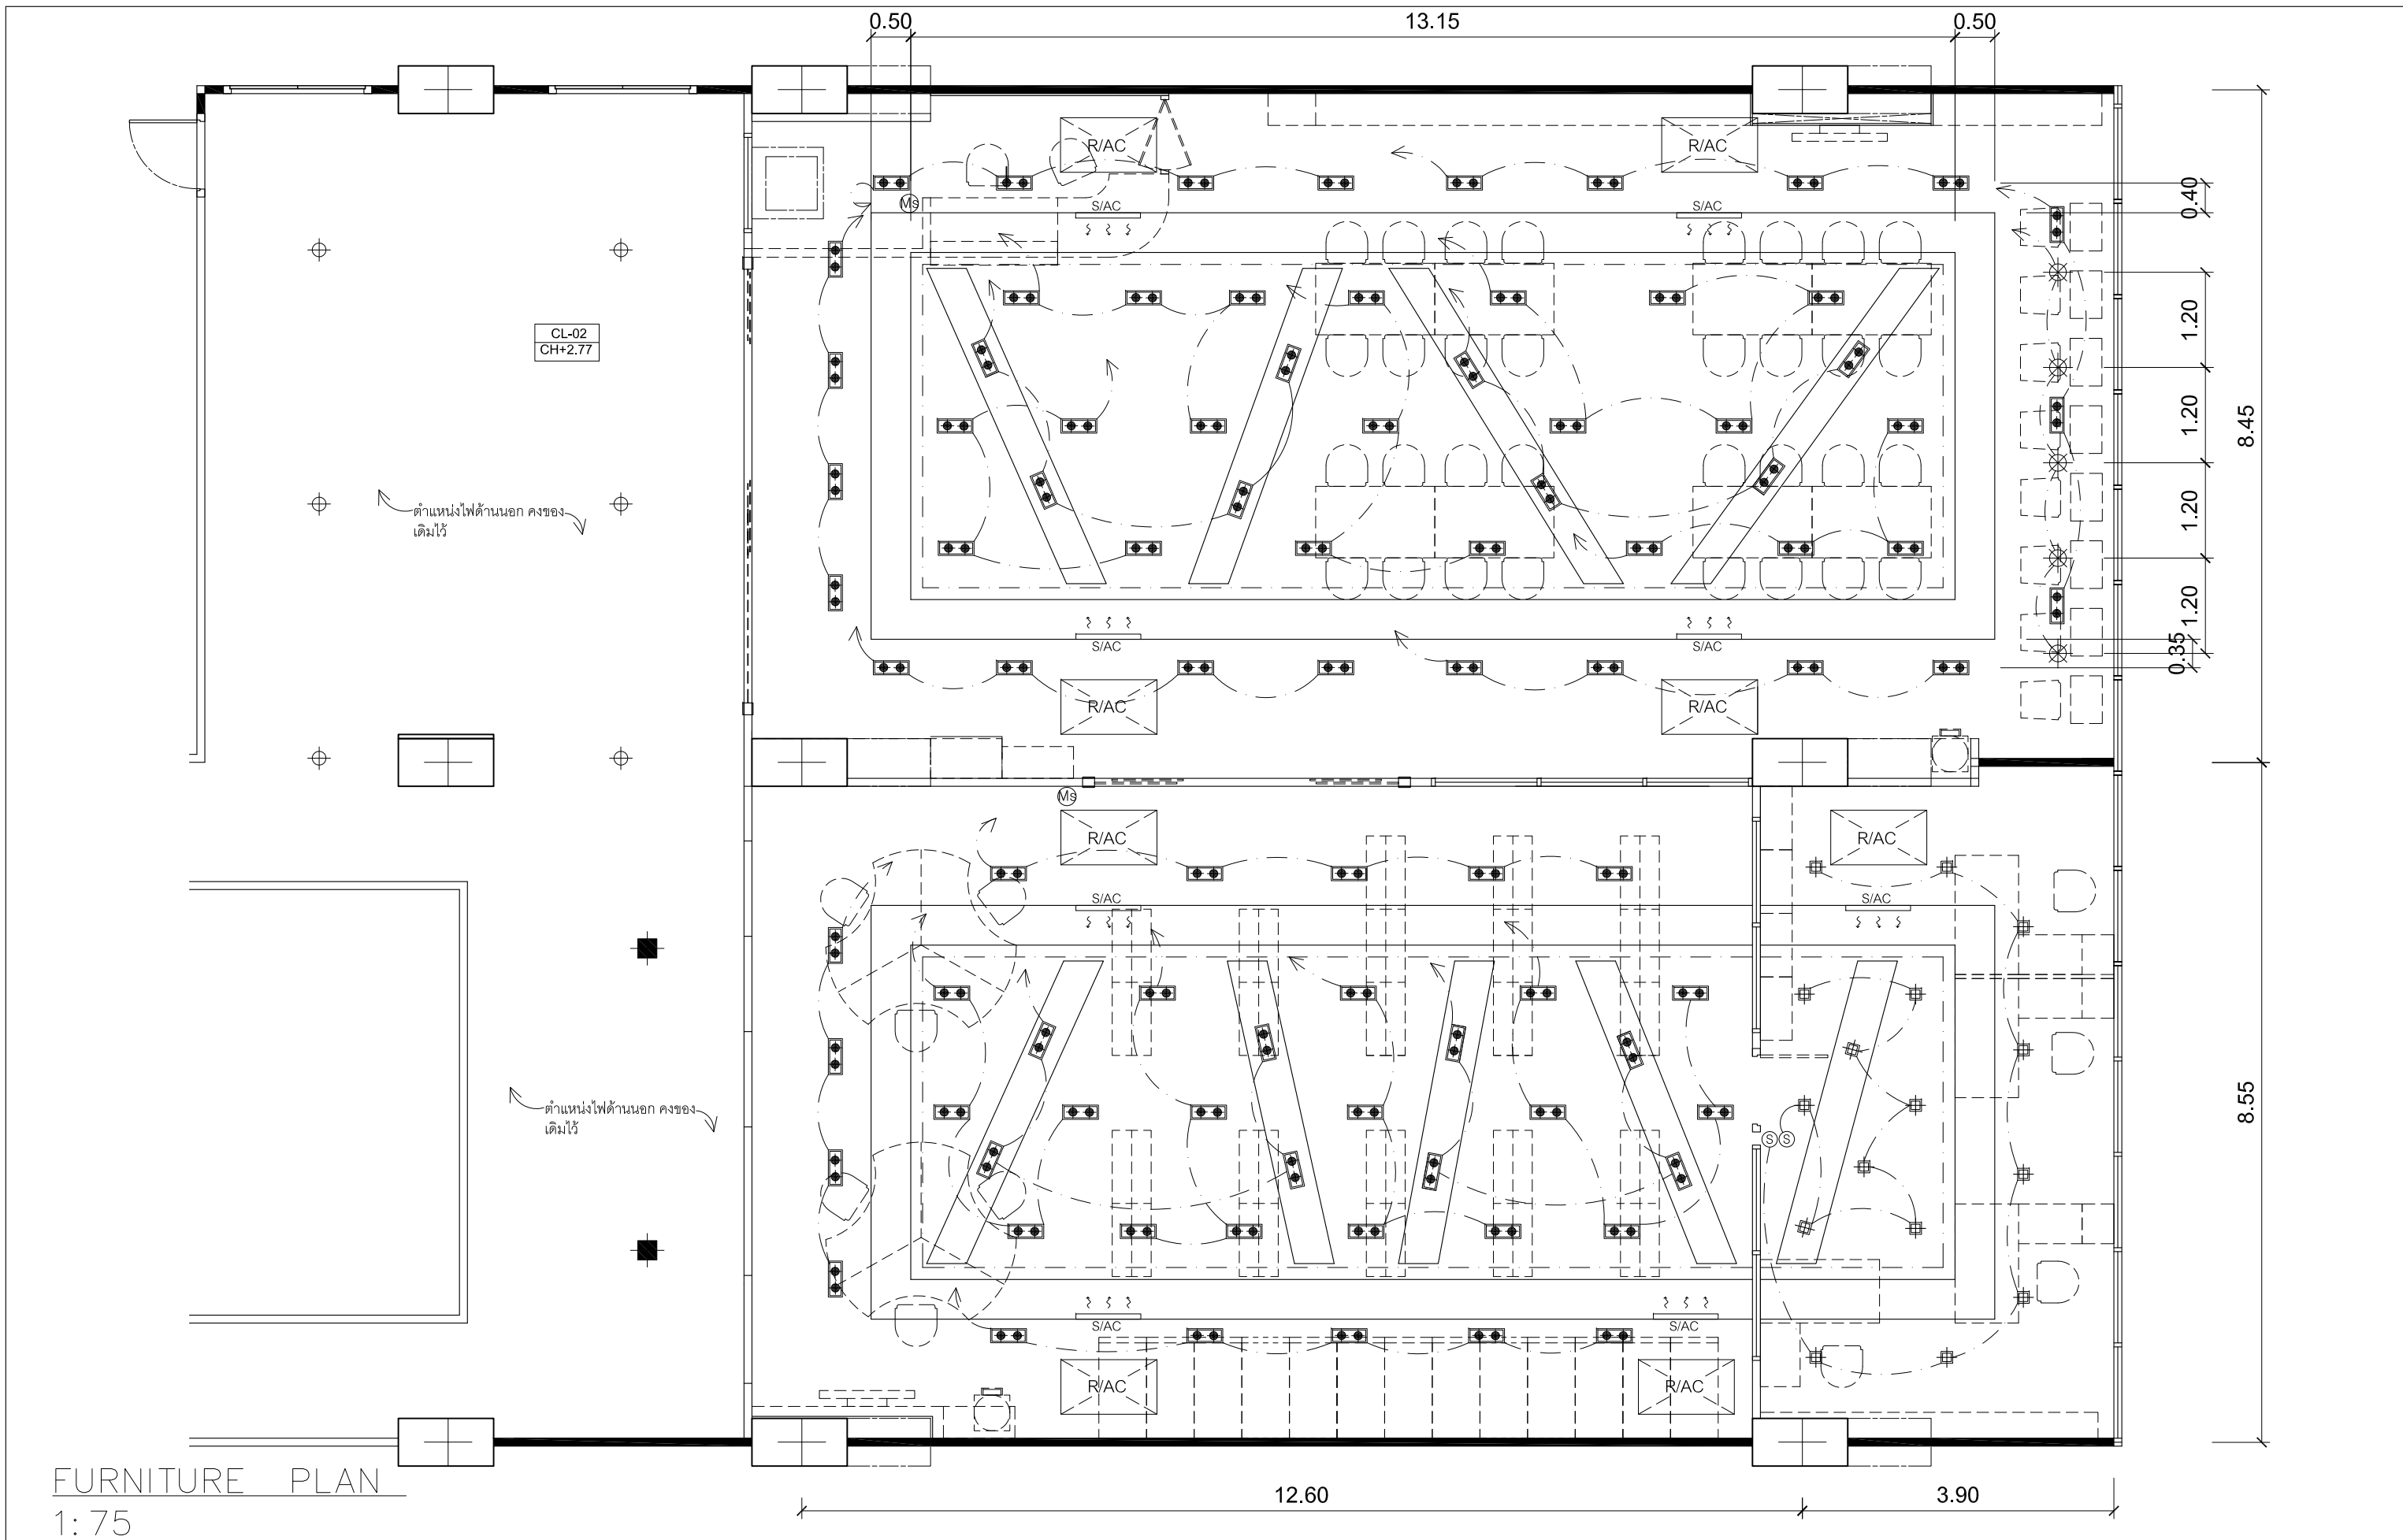 0.50 13.15 0.50
R/AC R/AC
0.40
Ms S/AC S/AC
1.20
CL-02
CH+2.77
1.20
8.45
1.20
ตำแหน่งไฟด้านนอก คงของ
เดิมไว้
1.20
S/AC S/AC
0.35
R/AC R/AC
Ms
R/AC R/AC
S/AC S/AC
8.55
ตำแหน่งไฟด้านนอก คงของ
เดิมไว้
S S
S/AC S/AC
R/AC R/AC
FURNITURE PLAN
1:75
12.60 3.90